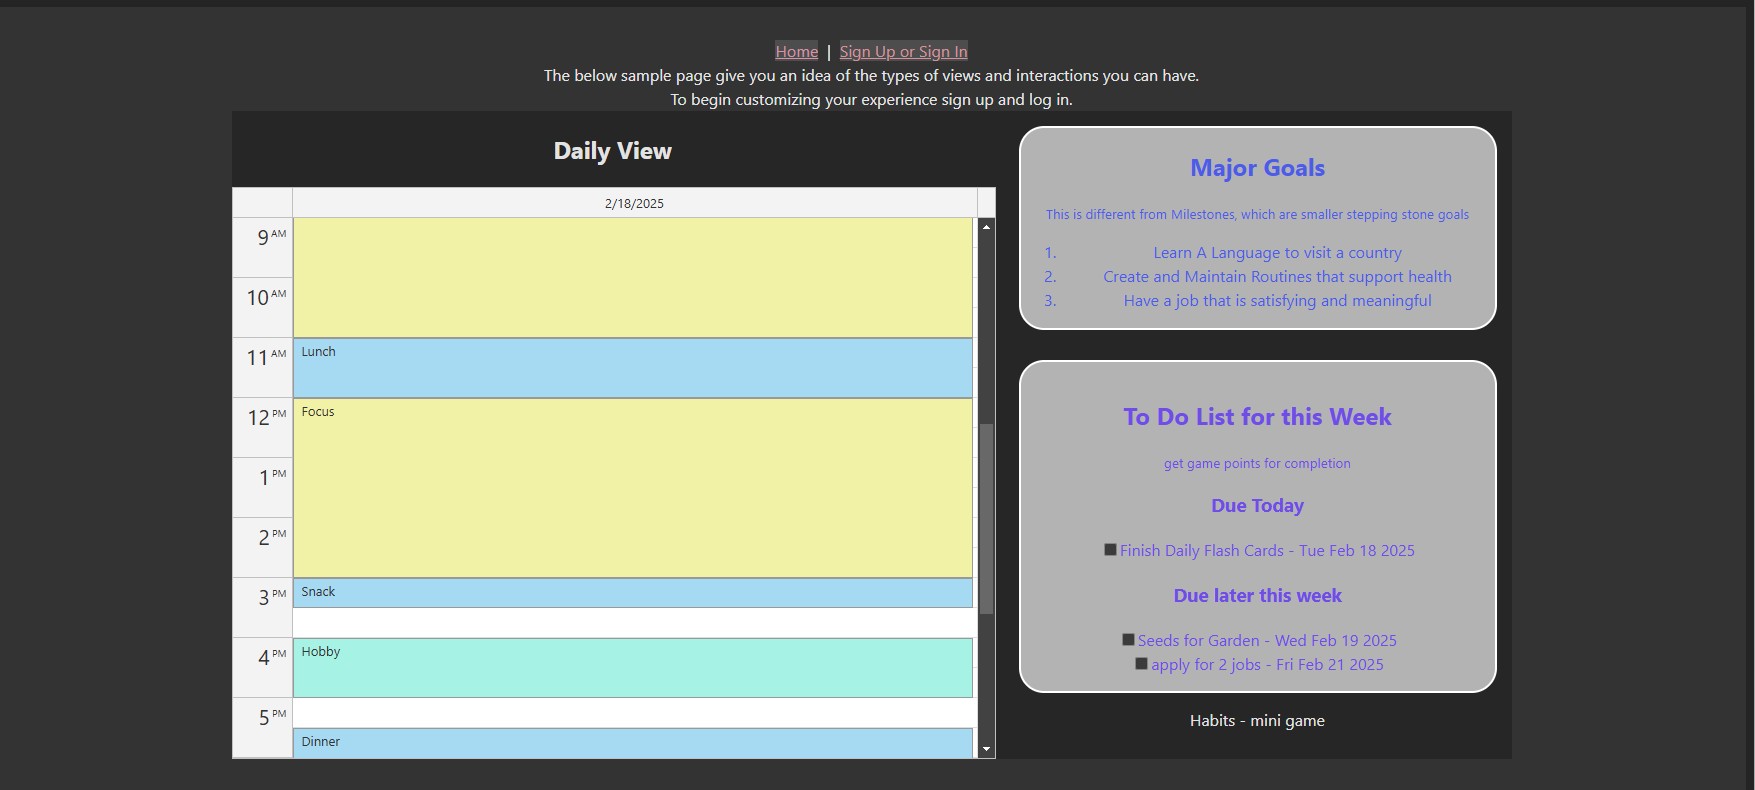 Home | Sign Up or Sign In
The below sample page give you an idea of the types of views and interactions you can have.
To begin customizing your experience sign up and log in.
Daily View
2/18/2025
9 AM
10 AM
11 AM
Lunch
12 PM
Focus
1 PM
2 PM
3 PM
Snack
4 PM
Hobby
5 PM
Dinner
Major Goals
This is different from Milestones, which are smaller stepping stone goals
1. Learn A Language to visit a country
2. Create and Maintain Routines that support health
3. Have a job that is satisfying and meaningful
To Do List for this Week
get game points for completion
Due Today
Finish Daily Flash Cards - Tue Feb 18 2025
Due later this week
Seeds for Garden - Wed Feb 19 2025
apply for 2 jobs - Fri Feb 21 2025
Habits - mini game